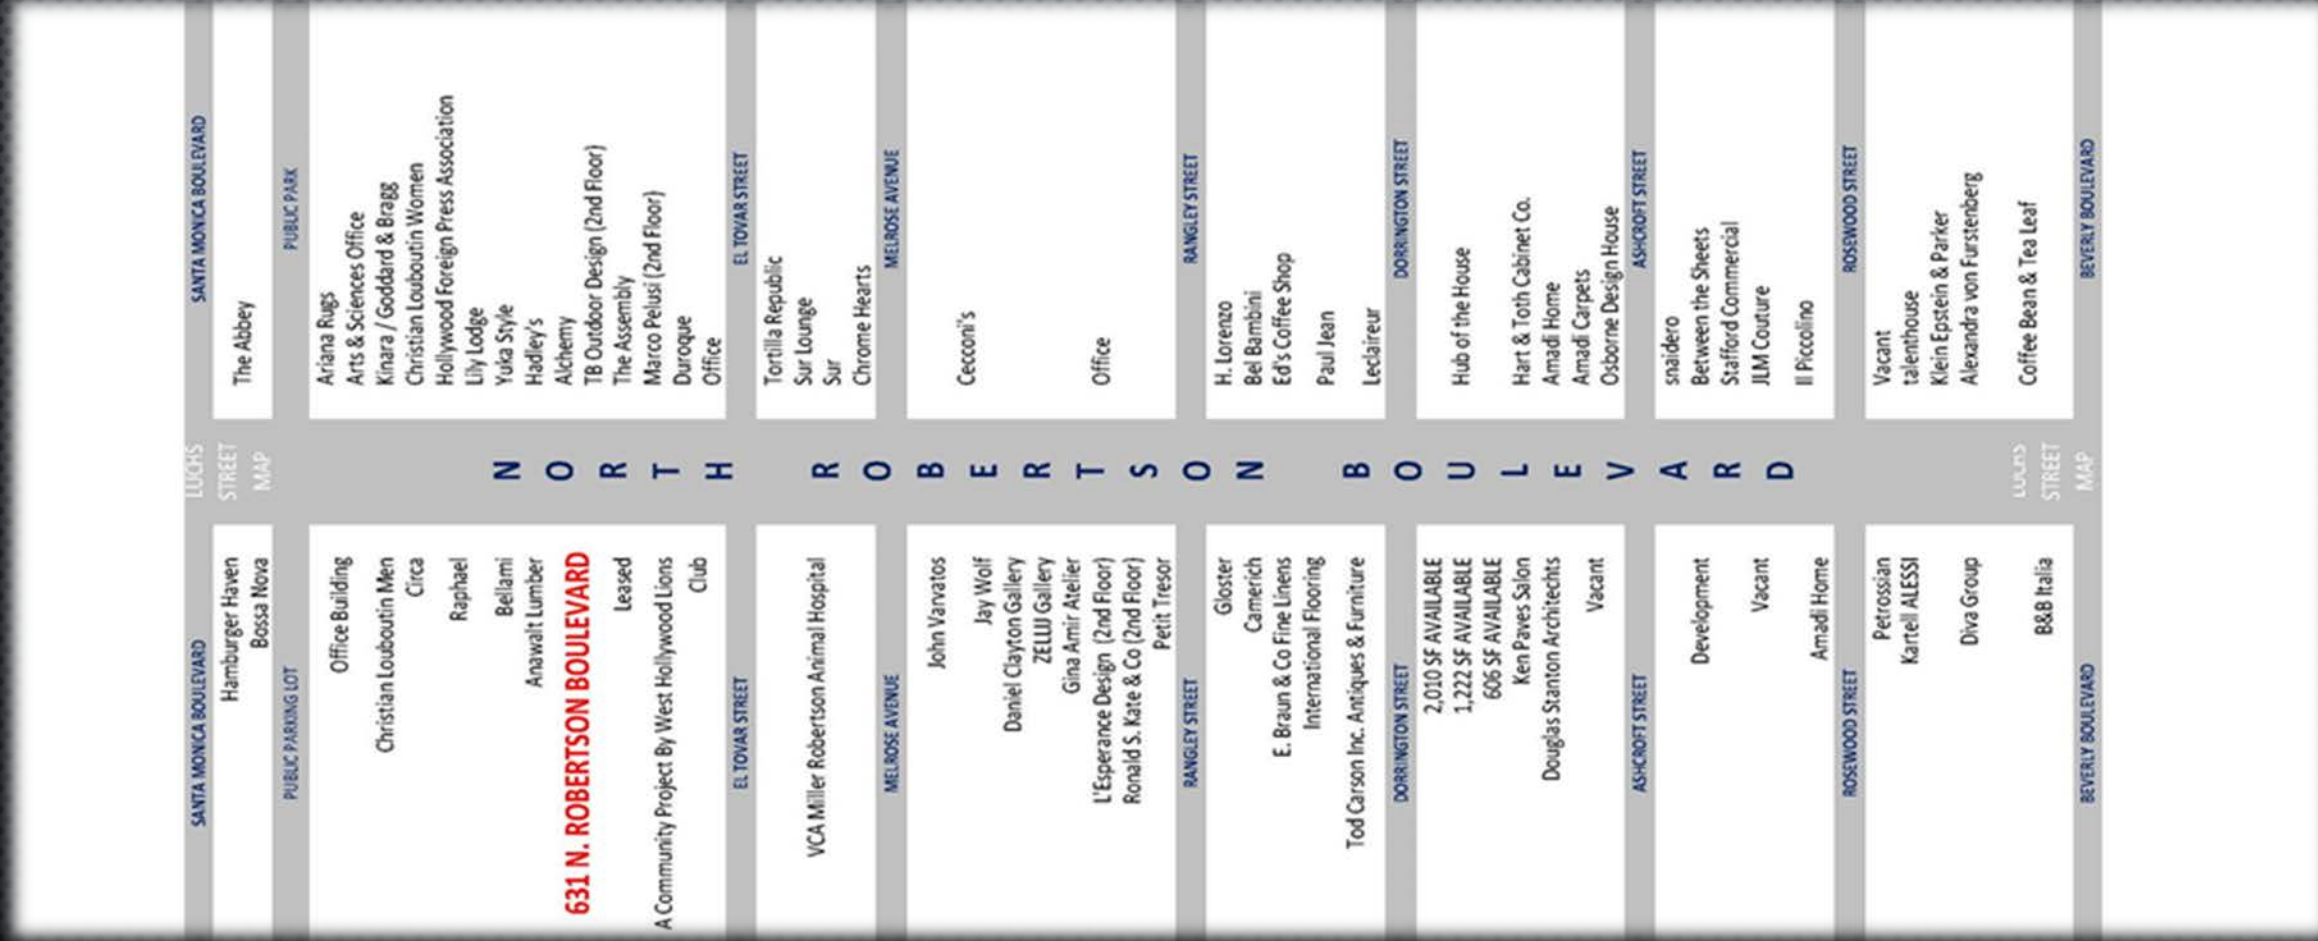 SANTA MONICA BOULEVARD
The Abbey
PUBLIC PARK
Ariana Rugs
Arts & Sciences Office
Kinara / Goddard & Bragg
Christian Louboutin Women
Hollywood Foreign Press Association
Lily Lodge
Yuka Style
Hadley's
Alchemy
TB Outdoor Design (2nd Floor)
The Assembly
Marco Pelusi (2nd Floor)
Duroque
Office
EL TOVAR STREET
Tortilla Republic
Sur Lounge
Sur
Chrome Hearts
MELROSE AVENUE
Cecconi's
Office
RANGLEY STREET
H. Lorenzo
Bel Bambini
Ed's Coffee Shop
Paul Jean
Leclaireur
DORRINGTON STREET
Hub of the House
Hart & Toth Cabinet Co.
Amadi Home
Amadi Carpets
Osborne Design House
ASHCROFT STREET
snaidero
Between the Sheets
Stafford Commercial
JLM Couture
Il Piccolino
ROSEWOOD STREET
Vacant
talenthouse
Klein Epstein & Parker
Alexandra von Furstenberg
Coffee Bean & Tea Leaf
BEVERLY BOULEVARD
LUCHS
STREET
MAP
NORTH ROBERTSON BOULEVARD
LUCHS
STREET
MAP
SANTA MONICA BOULEVARD
Hamburger Haven
Bossa Nova
PUBLIC PARKING LOT
Office Building
Christian Louboutin Men
Circa
Raphael
Bellami
Anawalt Lumber
631 N. ROBERTSON BOULEVARD
Leased
A Community Project By West Hollywood Lions
Club
EL TOVAR STREET
VCA Miller Robertson Animal Hospital
MELROSE AVENUE
John Varvatos
Jay Wolf
Daniel Clayton Gallery
ZELUJ Gallery
Gina Amir Atelier
L'Esperance Design (2nd Floor)
Ronald S. Kate & Co (2nd Floor)
Petit Tresor
RANGLEY STREET
Gloster
Camerich
E. Braun & Co Fine Linens
International Flooring
Tod Carson Inc. Antiques & Furniture
DORRINGTON STREET
2,010 SF AVAILABLE
1,222 SF AVAILABLE
606 SF AVAILABLE
Ken Paves Salon
Douglas Stanton Architechts
Vacant
ASHCROFT STREET
Development
Vacant
Amadi Home
ROSEWOOD STREET
Petrossian
Kartell ALESSI
Diva Group
B&B Italia
BEVERLY BOULEVARD